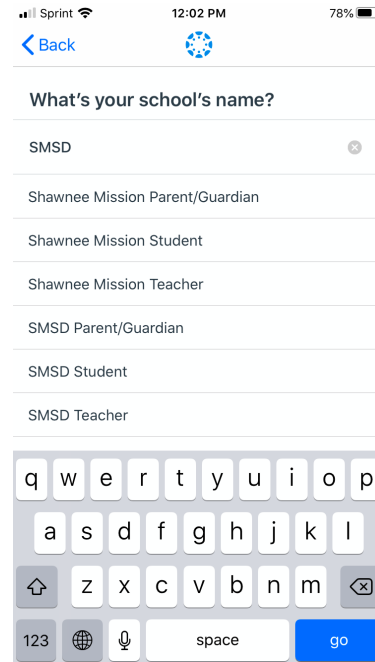 Sprint 12:02 PM 78%
Back
What's your school's name?
SMSD
Shawnee Mission Parent/Guardian
Shawnee Mission Student
Shawnee Mission Teacher
SMSD Parent/Guardian
SMSD Student
SMSD Teacher
q w e r t y u i o p
a s d f g h j k l
z x c v b n m
123 space go